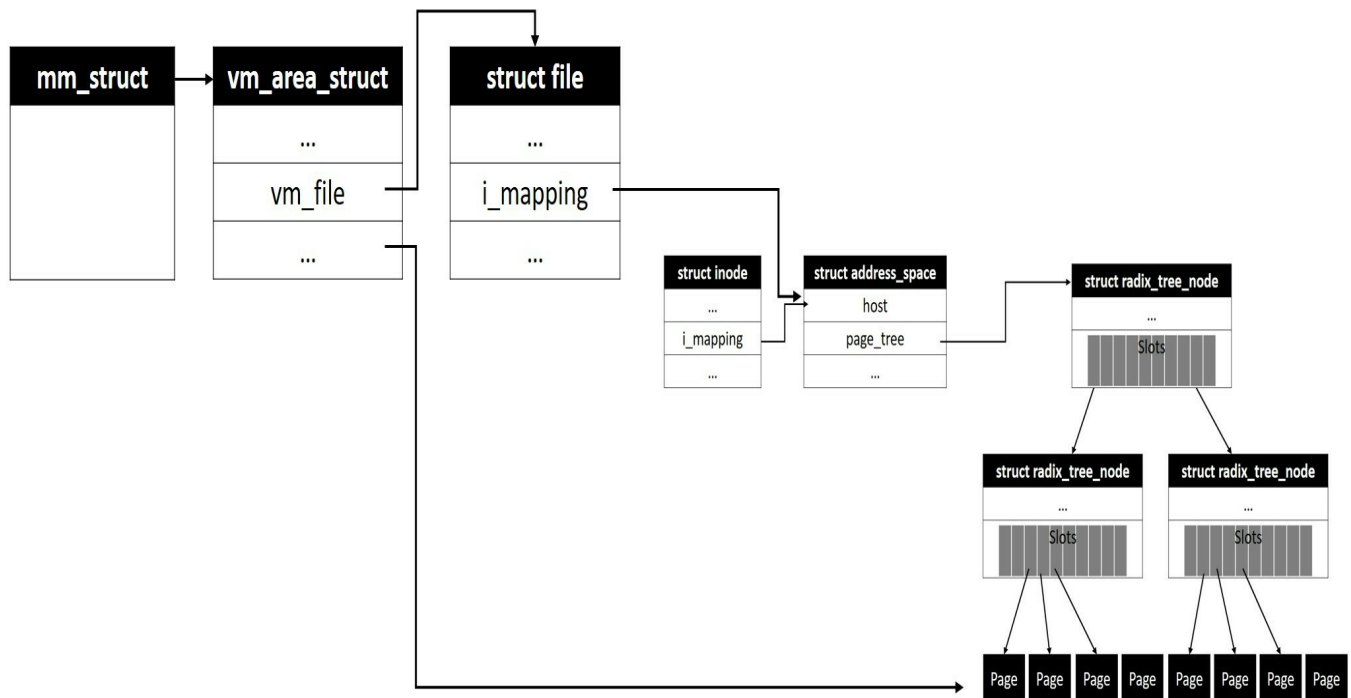 mm_struct
vm_area_struct
...
vm_file
...
struct file
...
i_mapping
...
struct inode
...
i_mapping
...
struct address_space
host
page_tree
...
struct radix_tree_node
...
Slots
struct radix_tree_node
...
Slots
struct radix_tree_node
...
Slots
Page Page Page Page Page Page Page Page